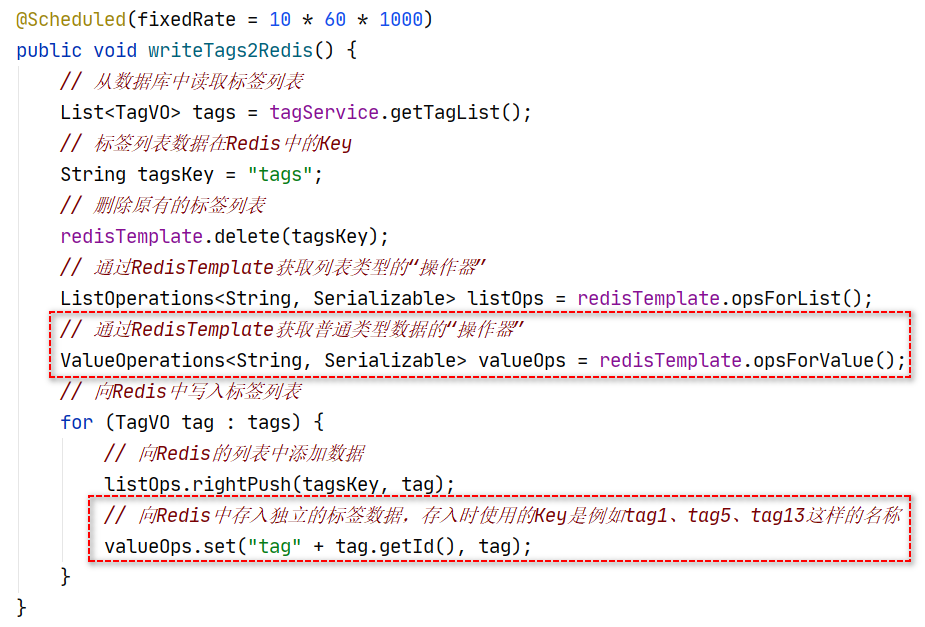 @Scheduled(fixedRate = 10 * 60 * 1000)
public void writeTags2Redis() {
// 从数据库中读取标签列表
List<TagVO> tags = tagService.getTagList();
// 标签列表数据在Redis中的Key
String tagsKey = "tags";
// 删除原有的标签列表
redisTemplate.delete(tagsKey);
// 通过RedisTemplate获取列表类型的“操作器”
ListOperations<String, Serializable> listOps = redisTemplate.opsForList();
// 通过RedisTemplate获取普通类型数据的“操作器”
ValueOperations<String, Serializable> valueOps = redisTemplate.opsForValue();
// 向Redis中写入标签列表
for (TagVO tag : tags) {
// 向Redis的列表中添加数据
listOps.rightPush(tagsKey, tag);
// 向Redis中存入独立的标签数据，存入时使用的Key是例如tag1、tag5、tag13这样的名称
valueOps.set("tag" + tag.getId(), tag);
}
}